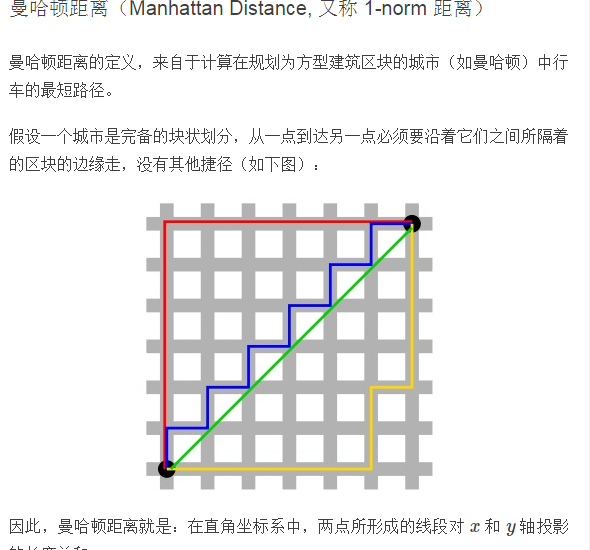 曼哈顿距离（Manhattan Distance, 又称 1-norm 距离）
曼哈顿距离的定义，来自于计算在规划为方型建筑区块的城市（如曼哈顿）中行
车的最短路径。
假设一个城市是完备的块状划分，从一点到达另一点必须要沿着它们之间所隔着
的区块的边缘走，没有其他捷径（如下图）：
因此，曼哈顿距离就是：在直角坐标系中，两点所形成的线段对 x 和 y 轴投影